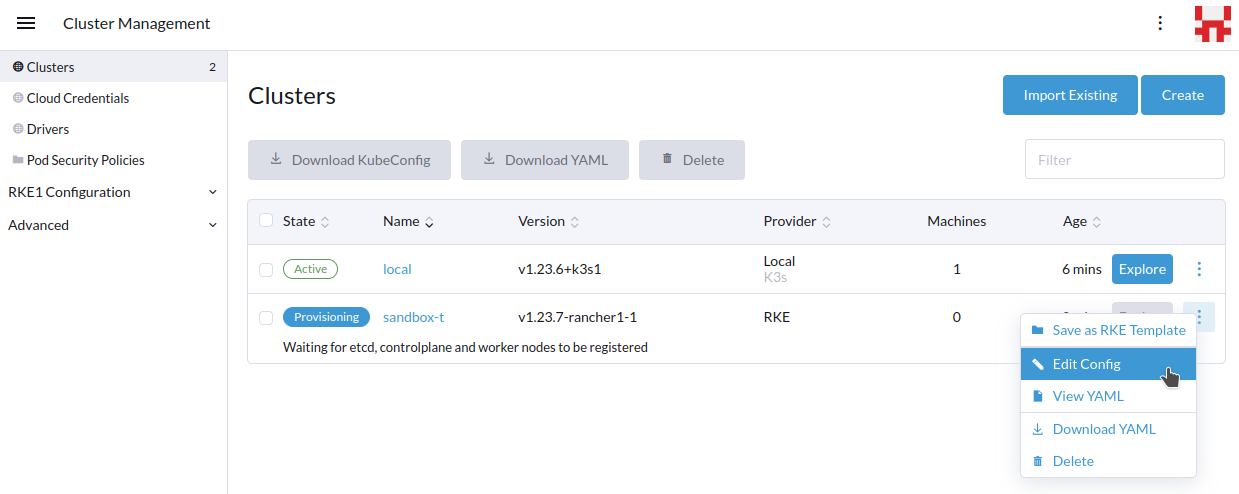 Cluster Management
Clusters 2
Cloud Credentials
Drivers
Pod Security Policies
RKE1 Configuration
Advanced
Clusters
Import Existing
Create
Download KubeConfig
Download YAML
Delete
Filter
State Name Version Provider Machines Age
Active local v1.23.6+k3s1 Local 1 6 mins Explore
K3s
Provisioning sandbox-t v1.23.7-rancher1-1 RKE 0
Waiting for etcd, controlplane and worker nodes to be registered
Save as RKE Template
Edit Config
View YAML
Download YAML
Delete